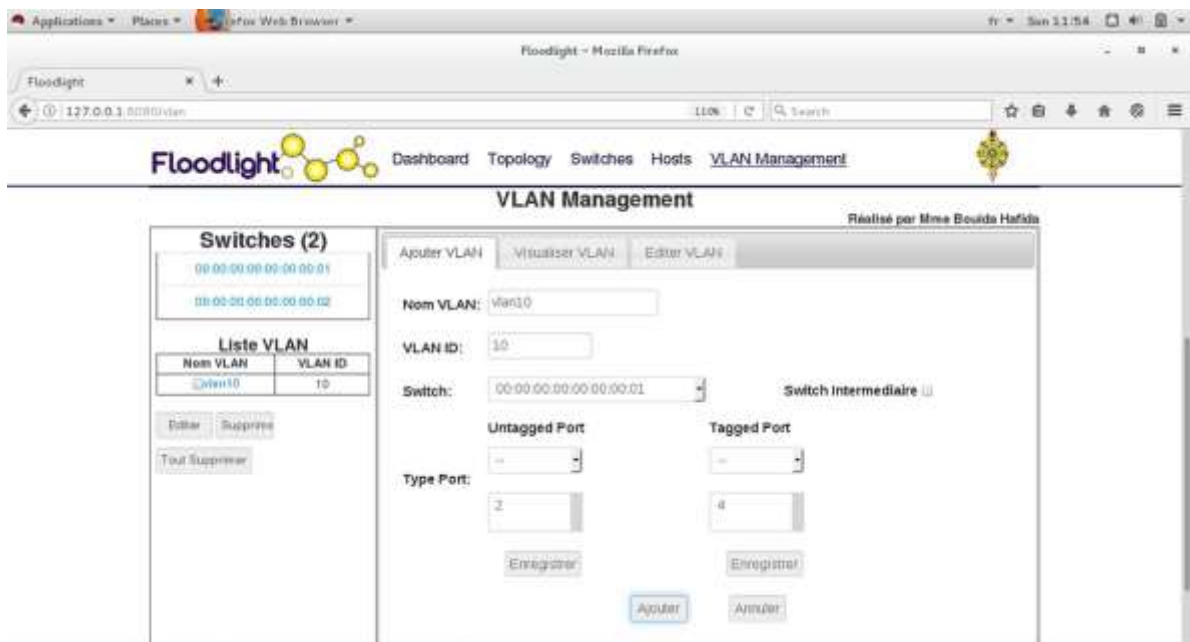 Applications Places Firefox Web Browser fr Sun 11:54
Floodlight - Mozilla Firefox
Floodlight
127.0.0.1:8080/vlan 110% Search
Floodlight Dashboard Topology Switches Hosts VLAN Management
VLAN Management
Réalisé par Mme Bouida Hafida
Switches (2)
00:00:00:00:00:00:00:01
00:00:00:00:00:00:00:02
Liste VLAN
Nom VLAN VLAN ID
vlan10 10
Editer Supprime
Tout Supprimer
Ajouter VLAN Visualiser VLAN Editer VLAN
Nom VLAN: vlan10
VLAN ID: 10
Switch: 00:00:00:00:00:00:00:01 Switch Intermediaire
Untagged Port Tagged Port
-- --
Type Port:
2 4
Enregistrer Enregistrer
Ajouter Annuler